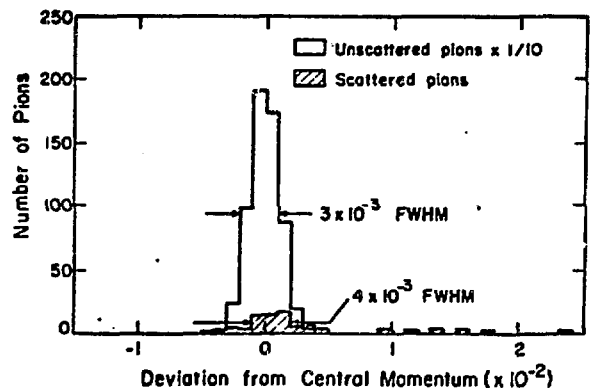 250
200
150
100
50
0
Number of Pions
Unscattered pions x 1/10
Scattered pions
3 x 10⁻³ FWHM
4 x 10⁻³ FWHM
-1 0 1 2
Deviation from Central Momentum (x 10⁻²)